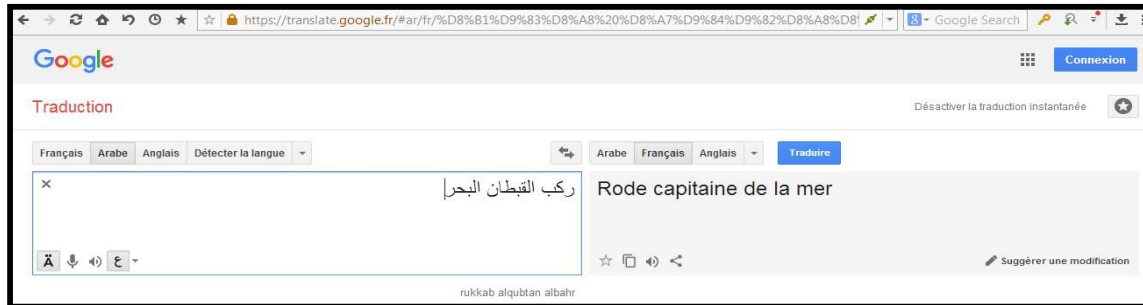 https://translate.google.fr/#ar/fr/%D8%B1%D9%83%D8%A8%20%D8%A7%D9%84%D9%82%D8%A8%D8 Google Search
Google Connexion
Traduction Désactiver la traduction instantanée
Français Arabe Anglais Détecter la langue Arabe Français Anglais Traduire
ركب القبطان البحر
Rode capitaine de la mer
Ä ع Suggérer une modification
rukkab alqubtan albahr